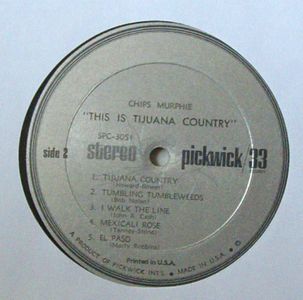 CHIPS MURPHIE
"THIS IS TIJUANA COUNTRY"
SPC-3051
side 2 stereo pickwick/33
1. TIJUANA COUNTRY
2. TUMBLING TUMBLEWEEDS
(Bob Nolan)
3. I WALK THE LINE
(John R. Cash)
4. MEXICALI ROSE
(Tenney-Stone)
5. EL PASO
(Marty Robbins)
Printed in U.S.A.
A PRODUCT OF PICKWICK INT'L. • MADE IN U.S.A.